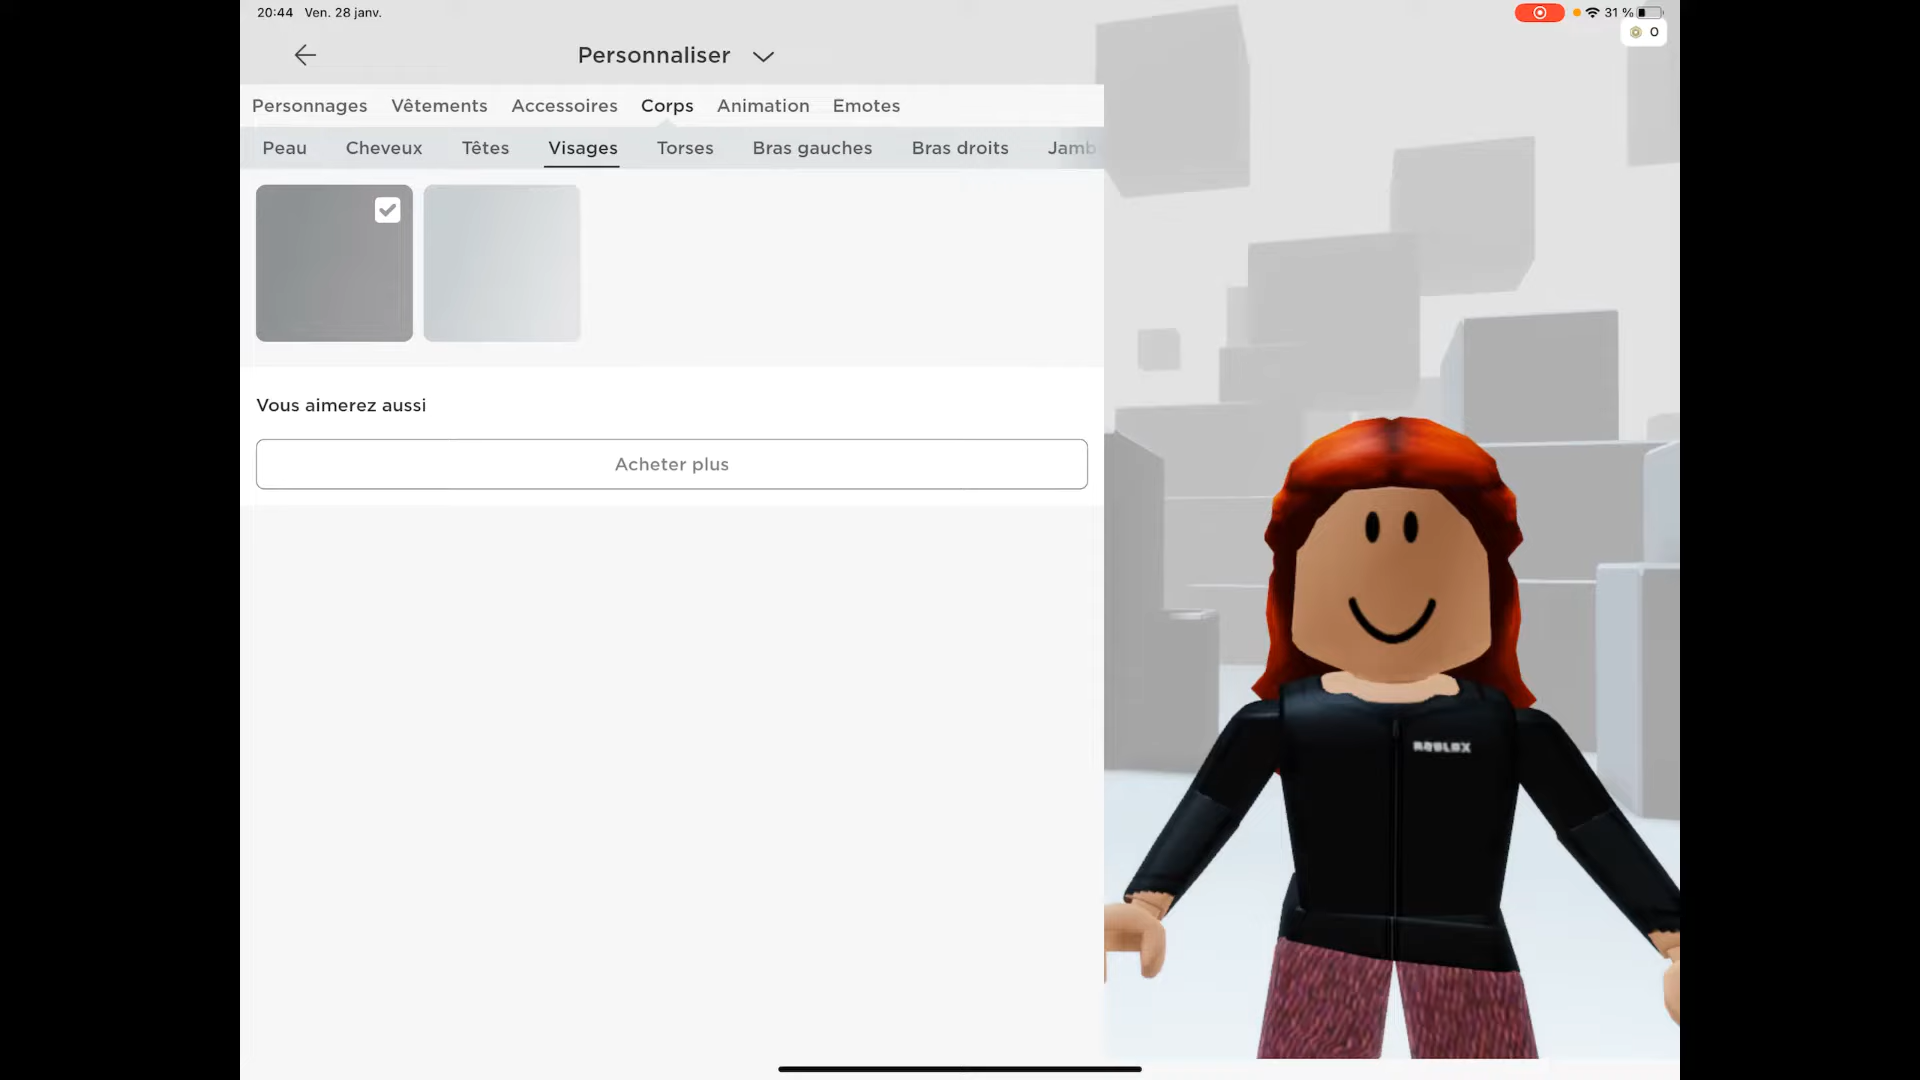 20:44 Ven. 28 janv.
31 %
0
Personnaliser
Personnages Vêtements Accessoires Corps Animation Emotes
Peau Cheveux Têtes Visages Torses Bras gauches Bras droits Jamb
Vous aimerez aussi
Acheter plus
ROBLOX